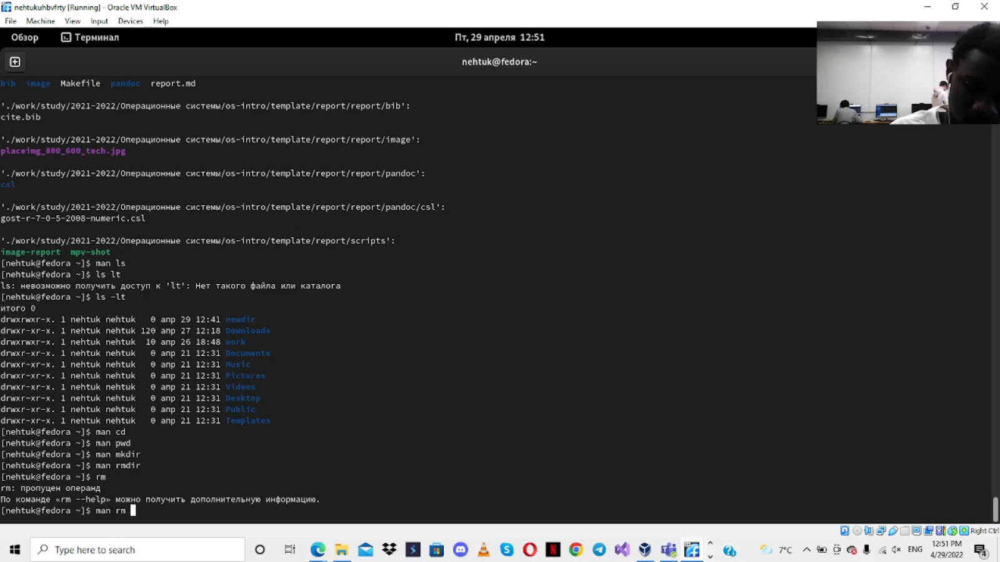 nehtukuhbvfrty [Running] - Oracle VM VirtualBox
File Machine View Input Devices Help
Обзор Терминал Пт, 29 апреля 12:51
nehtuk@fedora:~
bib image Makefile pandoc report.md
'./work/study/2021-2022/Операционные системы/os-intro/template/report/report/bib':
cite.bib
'./work/study/2021-2022/Операционные системы/os-intro/template/report/report/image':
placeimg_800_600_tech.jpg
'./work/study/2021-2022/Операционные системы/os-intro/template/report/report/pandoc':
csl
'./work/study/2021-2022/Операционные системы/os-intro/template/report/report/pandoc/csl':
gost-r-7-0-5-2008-numeric.csl
'./work/study/2021-2022/Операционные системы/os-intro/template/report/scripts':
image-report mpv-shot
[nehtuk@fedora ~]$ man ls
[nehtuk@fedora ~]$ ls lt
ls: невозможно получить доступ к 'lt': Нет такого файла или каталога
[nehtuk@fedora ~]$ ls -lt
итого 0
drwxrwxr-x. 1 nehtuk nehtuk 0 апр 29 12:41 newdir
drwxr-xr-x. 1 nehtuk nehtuk 120 апр 27 12:18 Downloads
drwxrwxr-x. 1 nehtuk nehtuk 10 апр 26 18:48 work
drwxr-xr-x. 1 nehtuk nehtuk 0 апр 21 12:31 Documents
drwxr-xr-x. 1 nehtuk nehtuk 0 апр 21 12:31 Music
drwxr-xr-x. 1 nehtuk nehtuk 0 апр 21 12:31 Pictures
drwxr-xr-x. 1 nehtuk nehtuk 0 апр 21 12:31 Videos
drwxr-xr-x. 1 nehtuk nehtuk 0 апр 21 12:31 Desktop
drwxr-xr-x. 1 nehtuk nehtuk 0 апр 21 12:31 Public
drwxr-xr-x. 1 nehtuk nehtuk 0 апр 21 12:31 Templates
[nehtuk@fedora ~]$ man cd
[nehtuk@fedora ~]$ man pwd
[nehtuk@fedora ~]$ man mkdir
[nehtuk@fedora ~]$ man rmdir
[nehtuk@fedora ~]$ rm
rm: пропущен операнд
По команде «rm --help» можно получить дополнительную информацию.
[nehtuk@fedora ~]$ man rm
Right Ctrl
Type here to search
7°C ENG 12:51 PM
4/29/2022
4